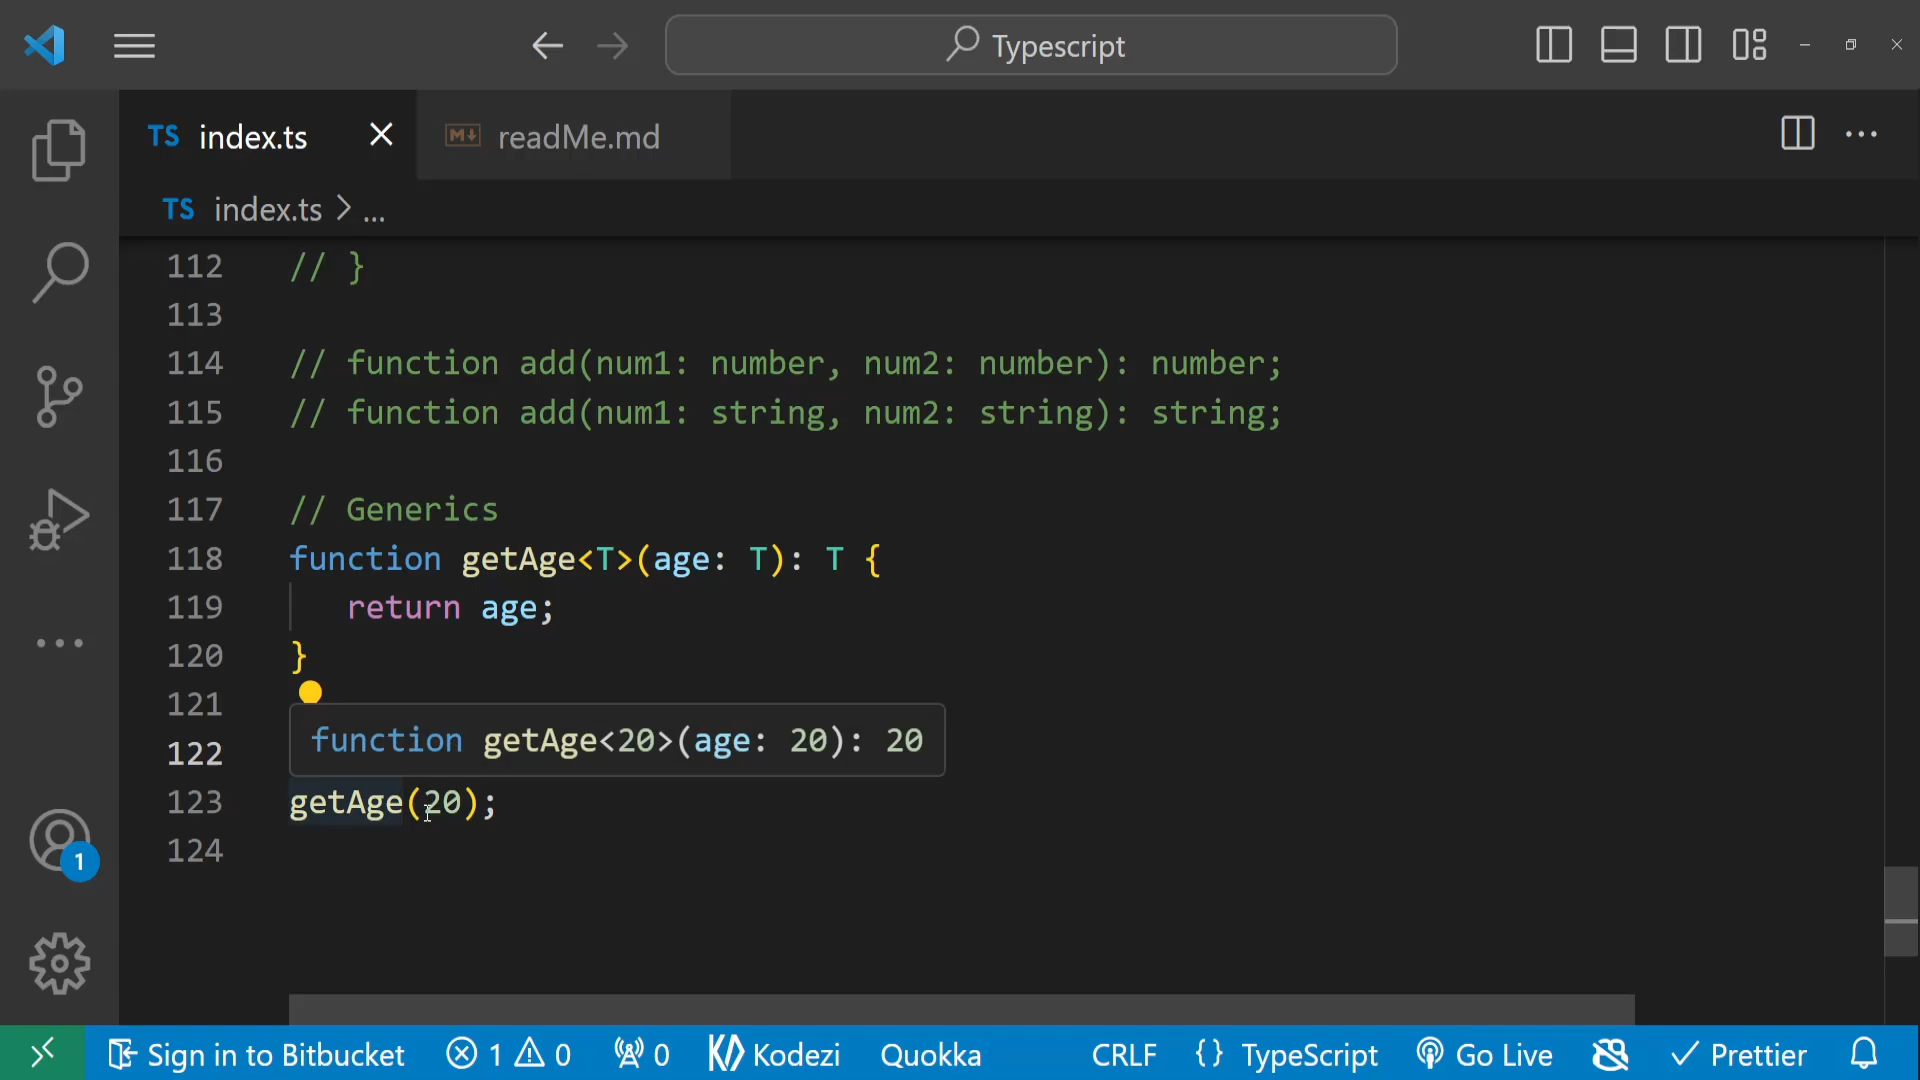 Typescript
TS index.ts
readMe.md
TS index.ts > ...
112 // }
113
114 // function add(num1: number, num2: number): number;
115 // function add(num1: string, num2: string): string;
116
117 // Generics
118 function getAge<T>(age: T): T {
119 return age;
120 }
121
122 function getAge<20>(age: 20): 20
123 getAge(20);
124
1
Sign in to Bitbucket 1 0 0 Kodezi Quokka CRLF {} TypeScript Go Live Prettier